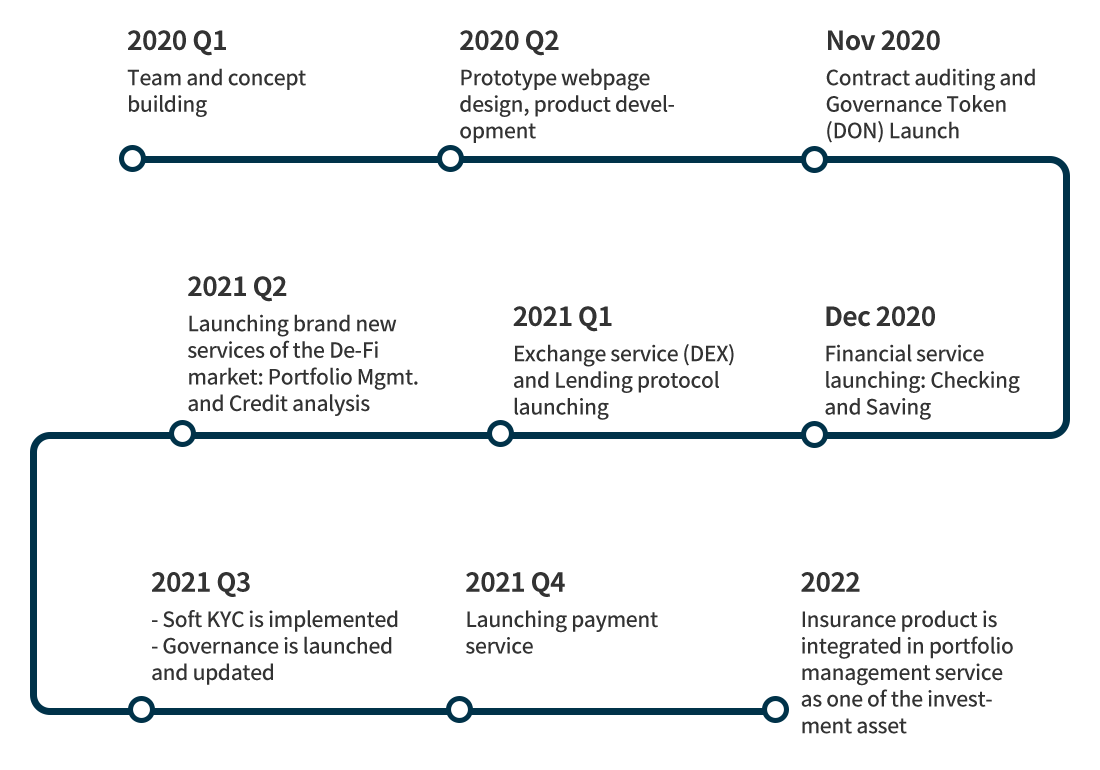 2020 Q1
Team and concept
building
2020 Q2
Prototype webpage
design, product devel-
opment
Nov 2020
Contract auditing and
Governance Token
(DON) Launch
Dec 2020
Financial service
launching: Checking
and Saving
2021 Q1
Exchange service (DEX)
and Lending protocol
launching
2021 Q2
Launching brand new
services of the De-Fi
market: Portfolio Mgmt.
and Credit analysis
2021 Q3
- Soft KYC is implemented
- Governance is launched
and updated
2021 Q4
Launching payment
service
2022
Insurance product is
integrated in portfolio
management service
as one of the invest-
ment asset